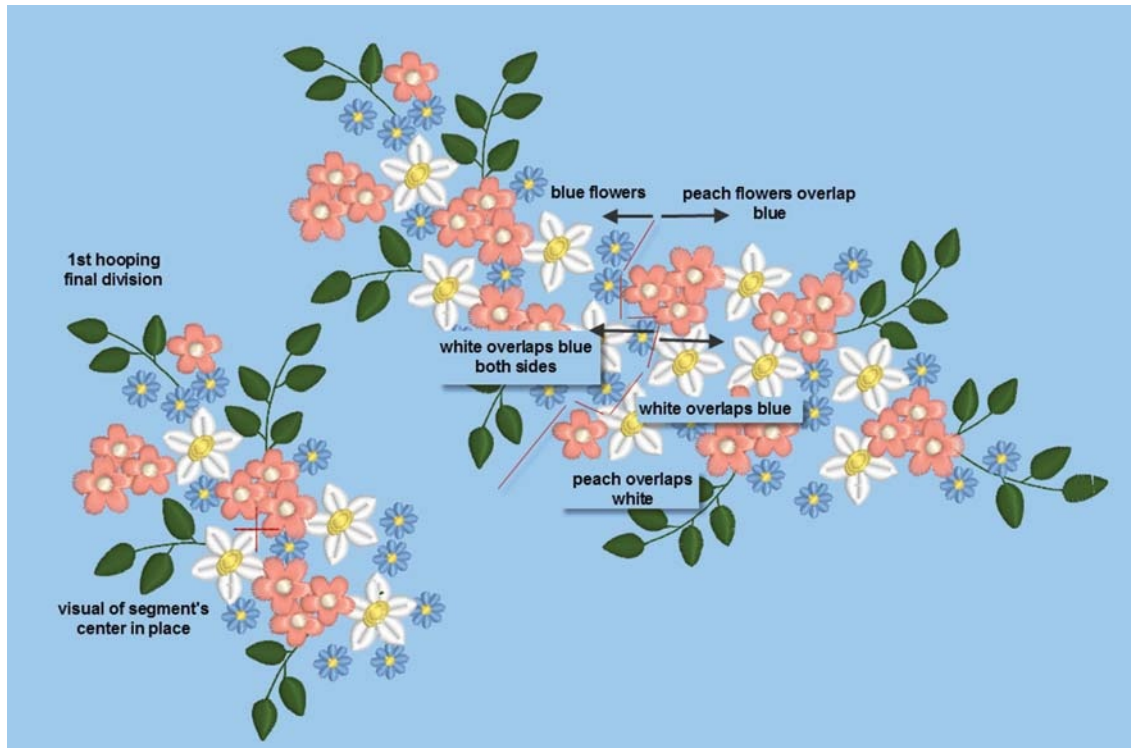 blue flowers
peach flowers overlap
blue
1st hooping
final division
white overlaps blue
both sides
white overlaps blue
peach overlaps
white
visual of segment's
center in place